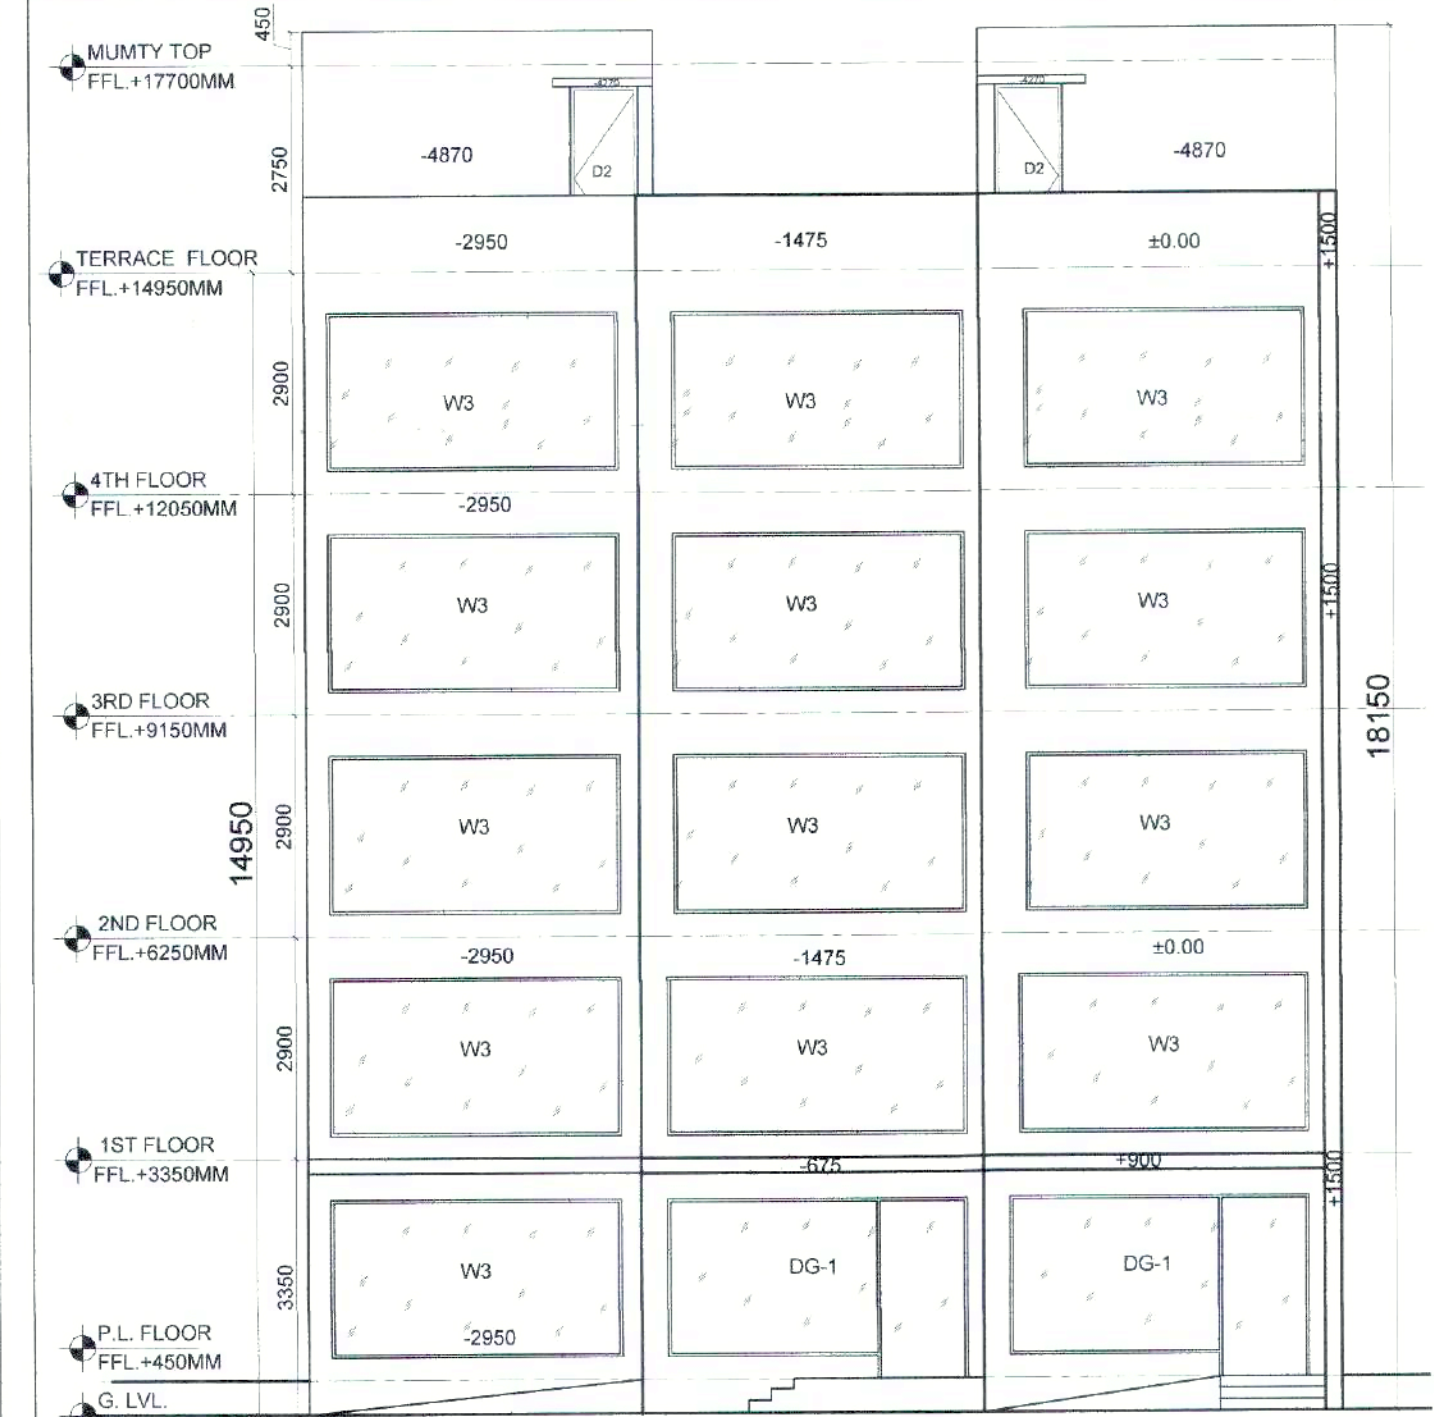 450
MUMTY TOP
FFL.+17700MM
-4270
-4270
2750
-4870
D2
D2
-4870
-2950
-1475
±0.00
+1500
TERRACE FLOOR
FFL.+14950MM
2900
W3
W3
W3
4TH FLOOR
FFL.+12050MM
-2950
2900
W3
W3
W3
+1500
3RD FLOOR
FFL.+9150MM
18150
14950
2900
W3
W3
W3
2ND FLOOR
FFL.+6250MM
-2950
-1475
±0.00
2900
W3
W3
W3
1ST FLOOR
FFL.+3350MM
-675
+900
+1500
3350
W3
DG-1
DG-1
-2950
P.L. FLOOR
FFL.+450MM
G. LVL.